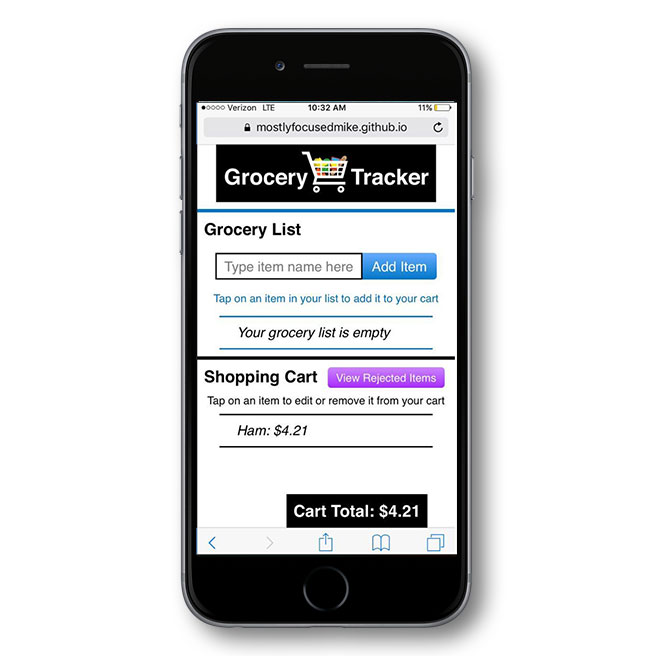 Verizon LTE 10:32 AM 11%
mostlyfocusedmike.github.io
Grocery Tracker
Grocery List
Type item name here Add Item
Tap on an item in your list to add it to your cart
Your grocery list is empty
Shopping Cart View Rejected Items
Tap on an item to edit or remove it from your cart
Ham: $4.21
Cart Total: $4.21